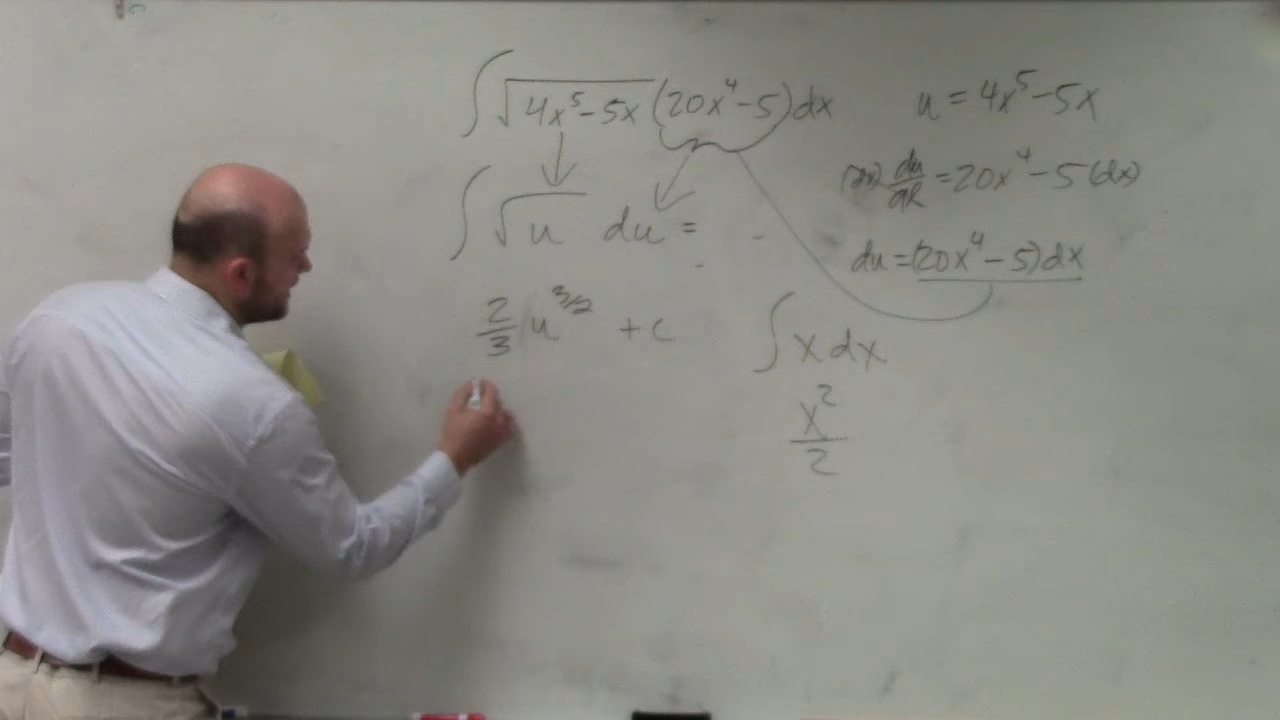 ∫ √(4x⁵-5x) (20x⁴-5) dx
∫ √u du =
2/3 u^(3/2) + c
u = 4x⁵-5x
(dx) du/dx = 20x⁴-5 (dx)
du = (20x⁴-5) dx
∫ x dx
x²/2